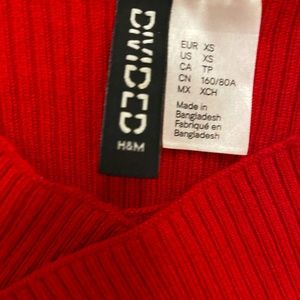 DIVIDED
H&M
EUR XS
US XS
CA TP
CN 160/80A
MX XCH
Made in
Bangladesh
Fabriqué en
Bangladesh